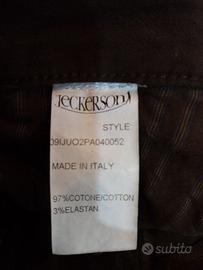 JECKERSON
STYLE
09IJUO2PA040052
MADE IN ITALY
97%COTONE/COTTON
3%ELASTAN
subito